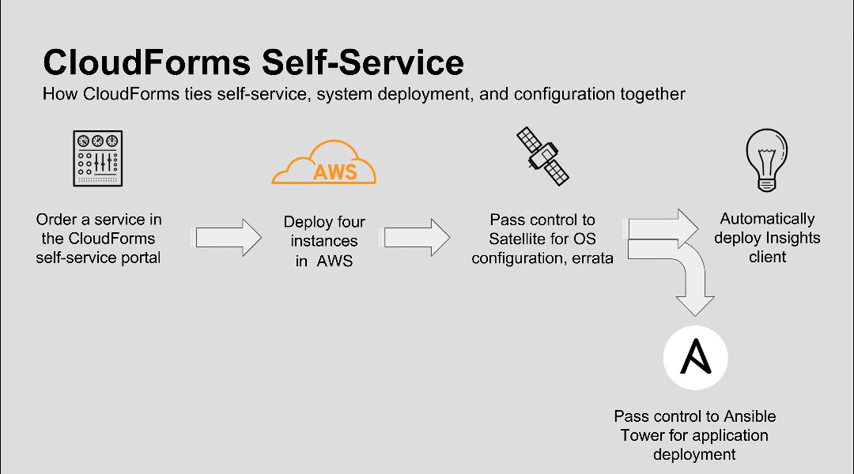 CloudForms Self-Service
How CloudForms ties self-service, system deployment, and configuration together
AWS
Order a service in
the CloudForms
self-service portal
Deploy four
instances
in AWS
Pass control to
Satellite for OS
configuration, errata
Automatically
deploy Insights
client
Pass control to Ansible
Tower for application
deployment